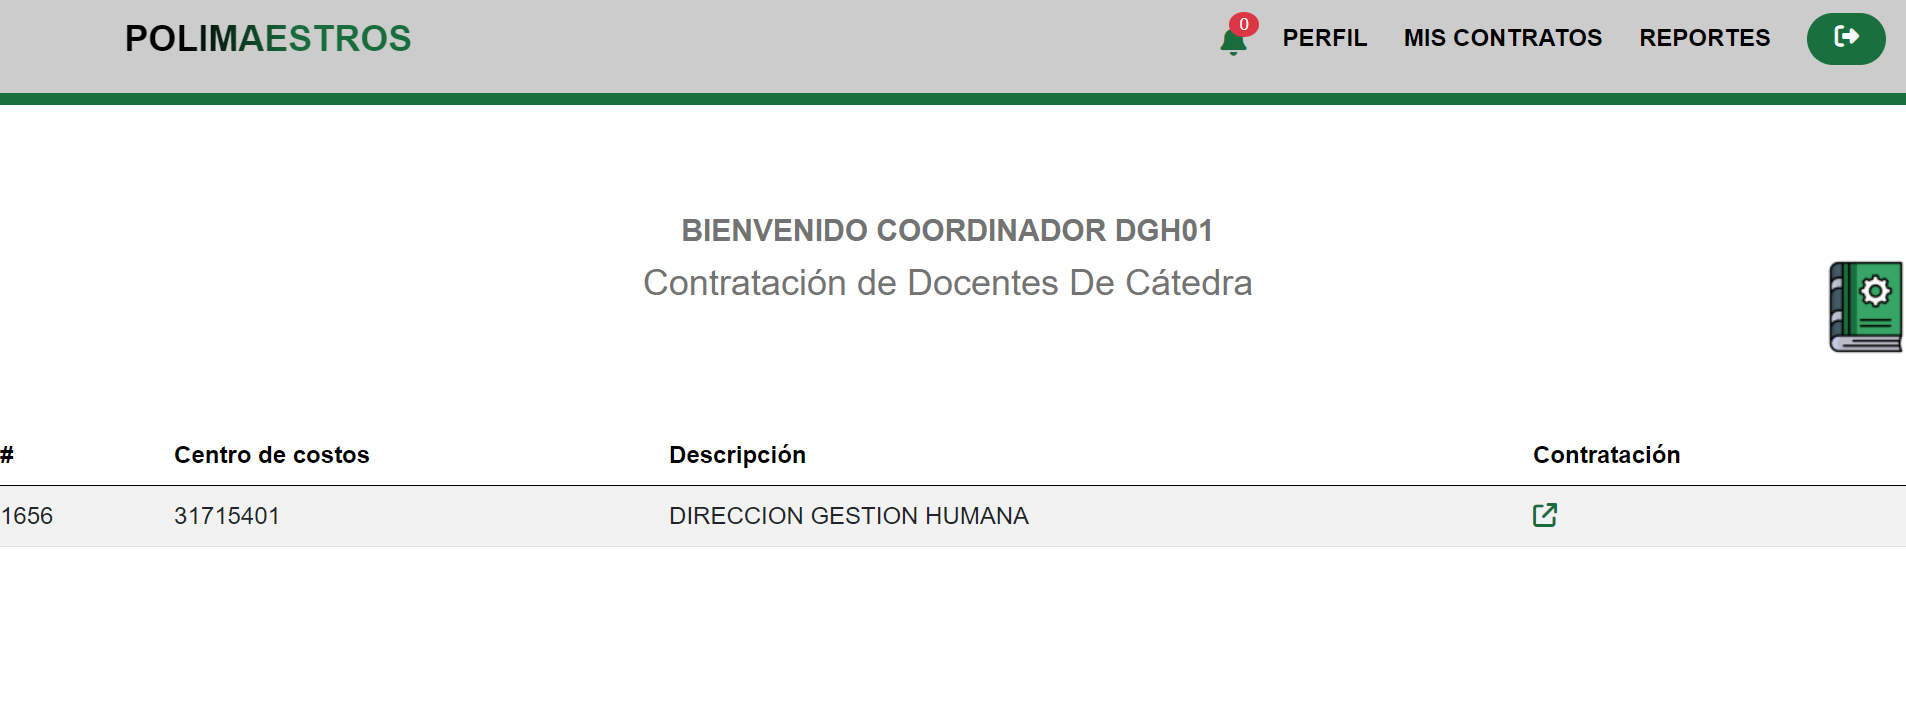 POLIMAESTROS
0 PERFIL MIS CONTRATOS REPORTES
BIENVENIDO COORDINADOR DGH01
Contratación de Docentes De Cátedra
# Centro de costos Descripción Contratación
1656 31715401 DIRECCION GESTION HUMANA